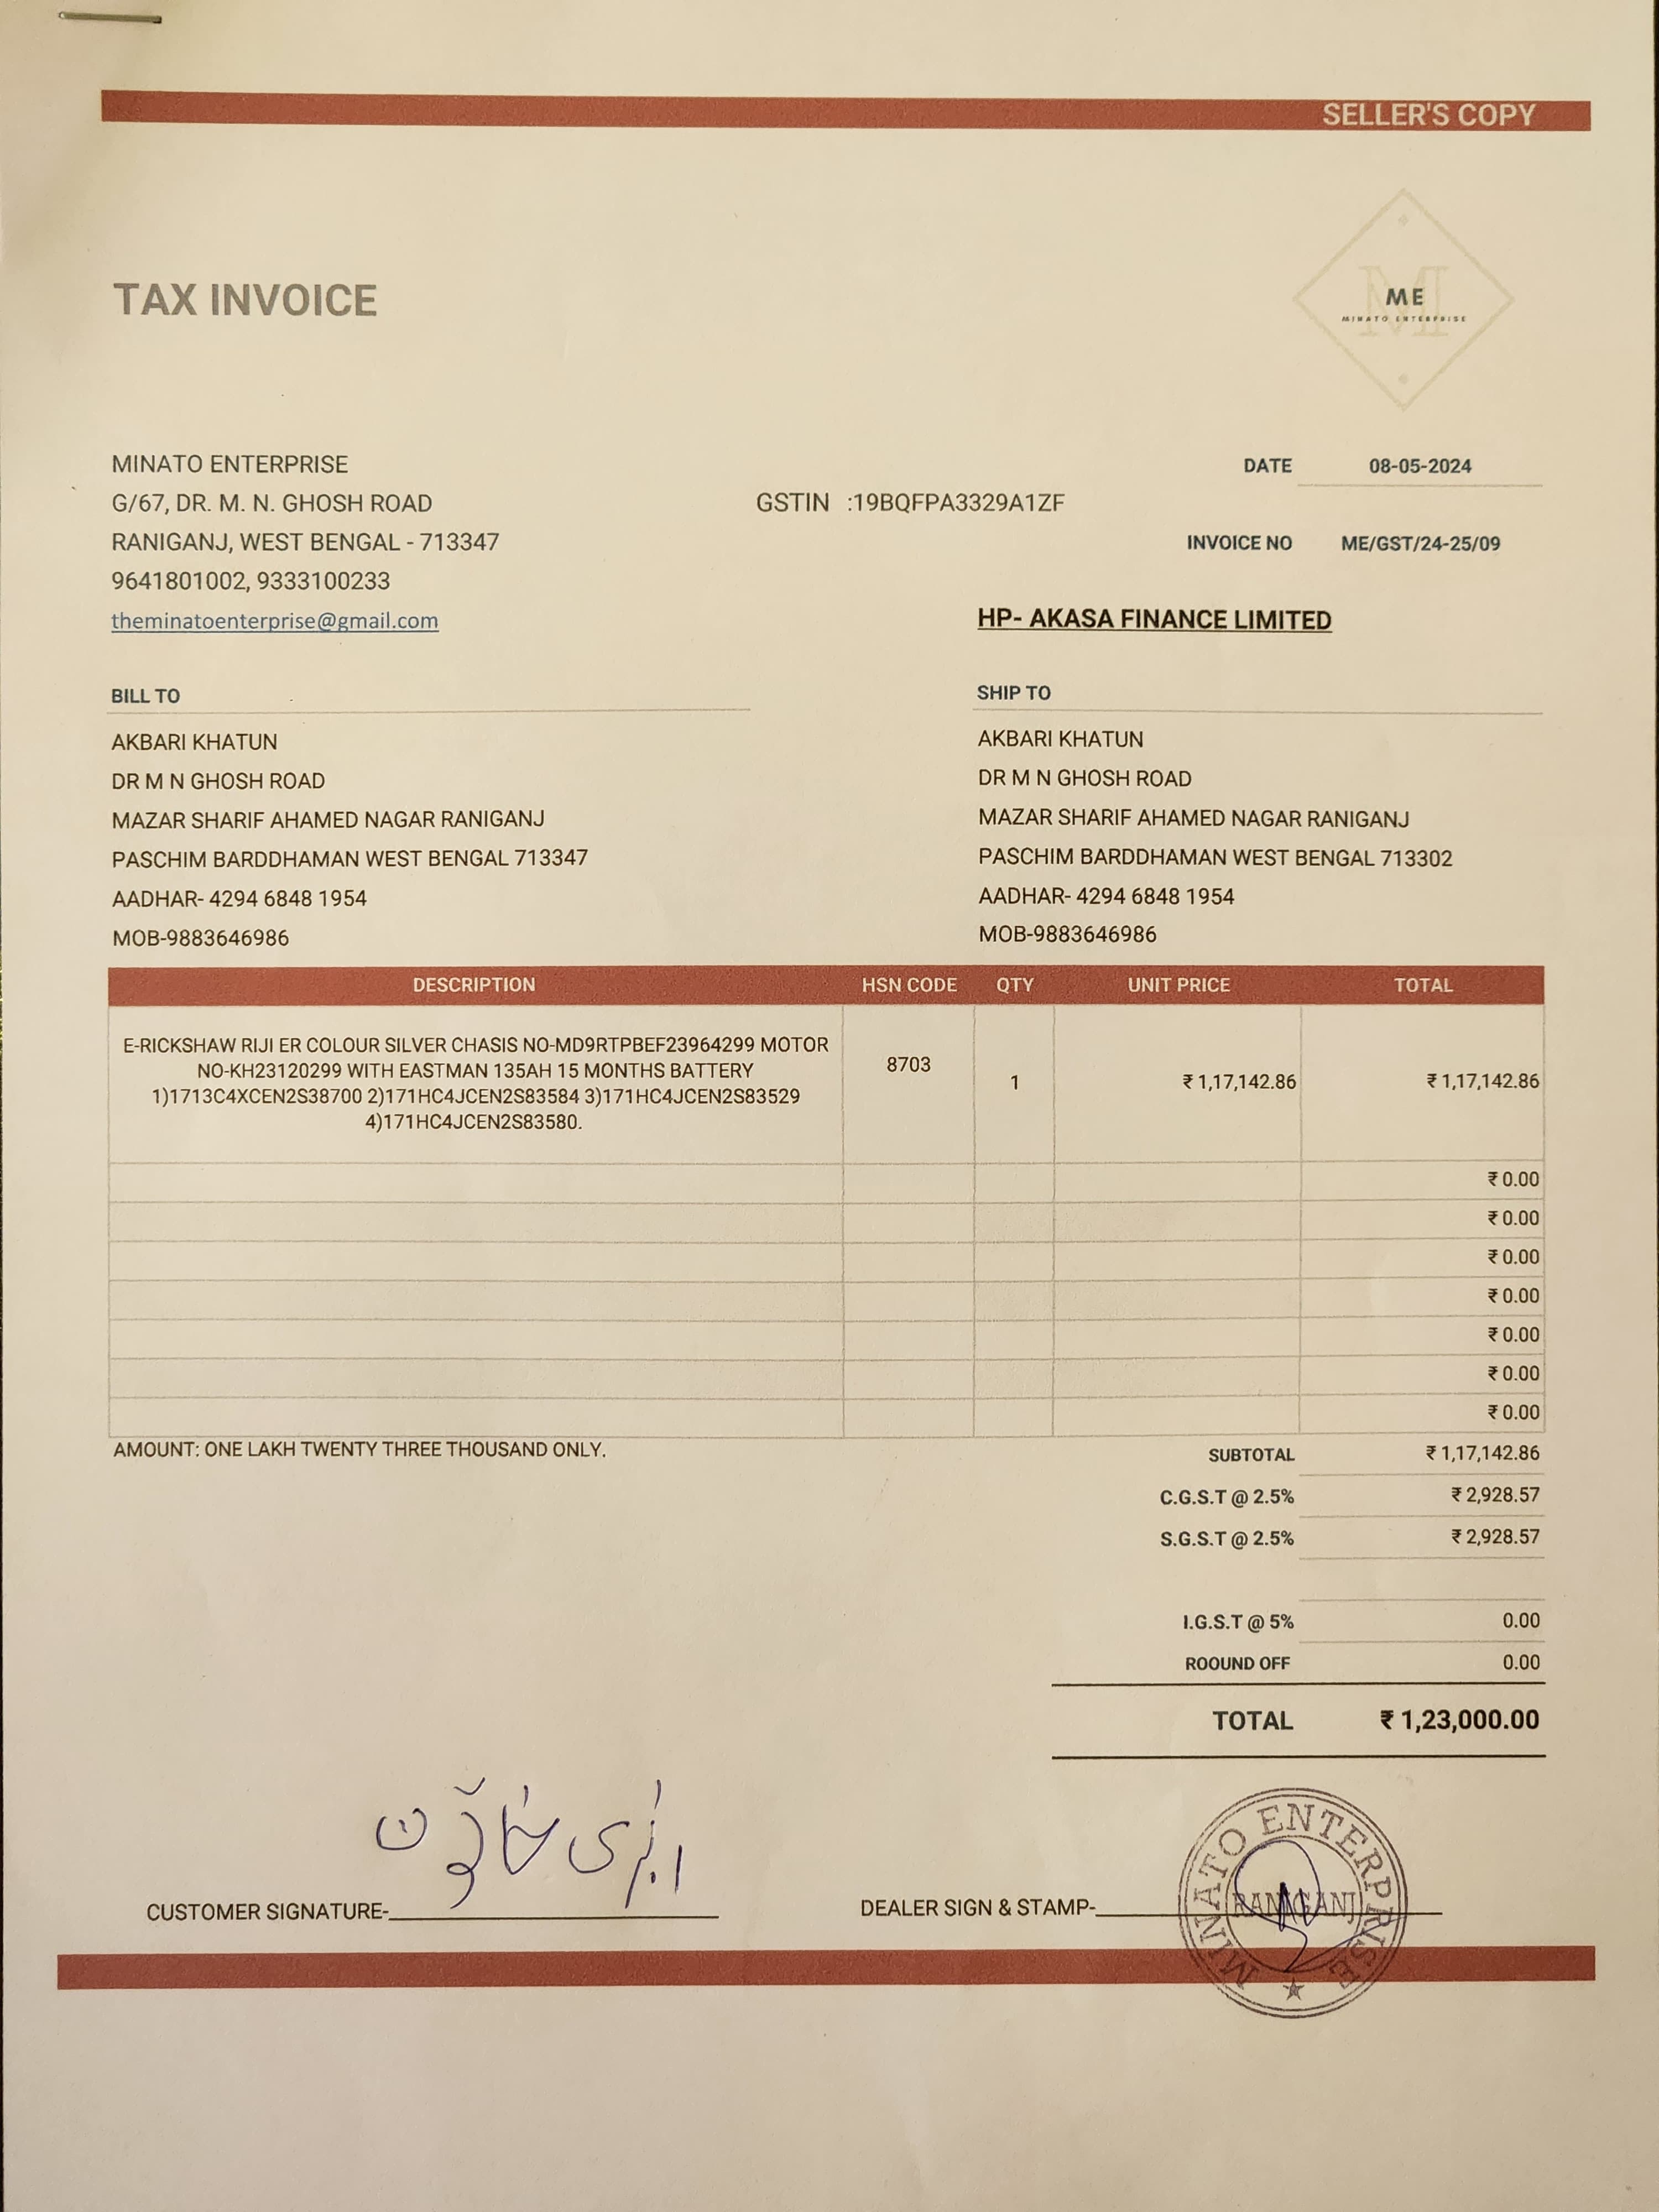 SELLER'S COPY
TAX INVOICE
ME
MINATO ENTERPRISE
MINATO ENTERPRISE
G/67, DR. M. N. GHOSH ROAD
RANIGANJ, WEST BENGAL - 713347
9641801002, 9333100233
theminatoenterprise@gmail.com
GSTIN :19BQFPA3329A1ZF
DATE 08-05-2024
INVOICE NO ME/GST/24-25/09
HP- AKASA FINANCE LIMITED
BILL TO
AKBARI KHATUN
DR M N GHOSH ROAD
MAZAR SHARIF AHAMED NAGAR RANIGANJ
PASCHIM BARDDHAMAN WEST BENGAL 713347
AADHAR- 4294 6848 1954
MOB-9883646986
SHIP TO
AKBARI KHATUN
DR M N GHOSH ROAD
MAZAR SHARIF AHAMED NAGAR RANIGANJ
PASCHIM BARDDHAMAN WEST BENGAL 713302
AADHAR- 4294 6848 1954
MOB-9883646986
DESCRIPTION HSN CODE QTY UNIT PRICE TOTAL
E-RICKSHAW RIJI ER COLOUR SILVER CHASIS NO-MD9RTPBEF23964299 MOTOR
NO-KH23120299 WITH EASTMAN 135AH 15 MONTHS BATTERY
1)1713C4XCEN2S38700 2)171HC4JCEN2S83584 3)171HC4JCEN2S83529
4)171HC4JCEN2S83580.
8703 1 ₹ 1,17,142.86 ₹ 1,17,142.86
₹ 0.00
₹ 0.00
₹ 0.00
₹ 0.00
₹ 0.00
₹ 0.00
₹ 0.00
AMOUNT: ONE LAKH TWENTY THREE THOUSAND ONLY.
SUBTOTAL ₹ 1,17,142.86
C.G.S.T @ 2.5% ₹ 2,928.57
S.G.S.T @ 2.5% ₹ 2,928.57
I.G.S.T @ 5% 0.00
ROOUND OFF 0.00
TOTAL ₹ 1,23,000.00
اکبری خاتون
CUSTOMER SIGNATURE-
DEALER SIGN & STAMP-
MINATO ENTERPRISE
RANIGANJ